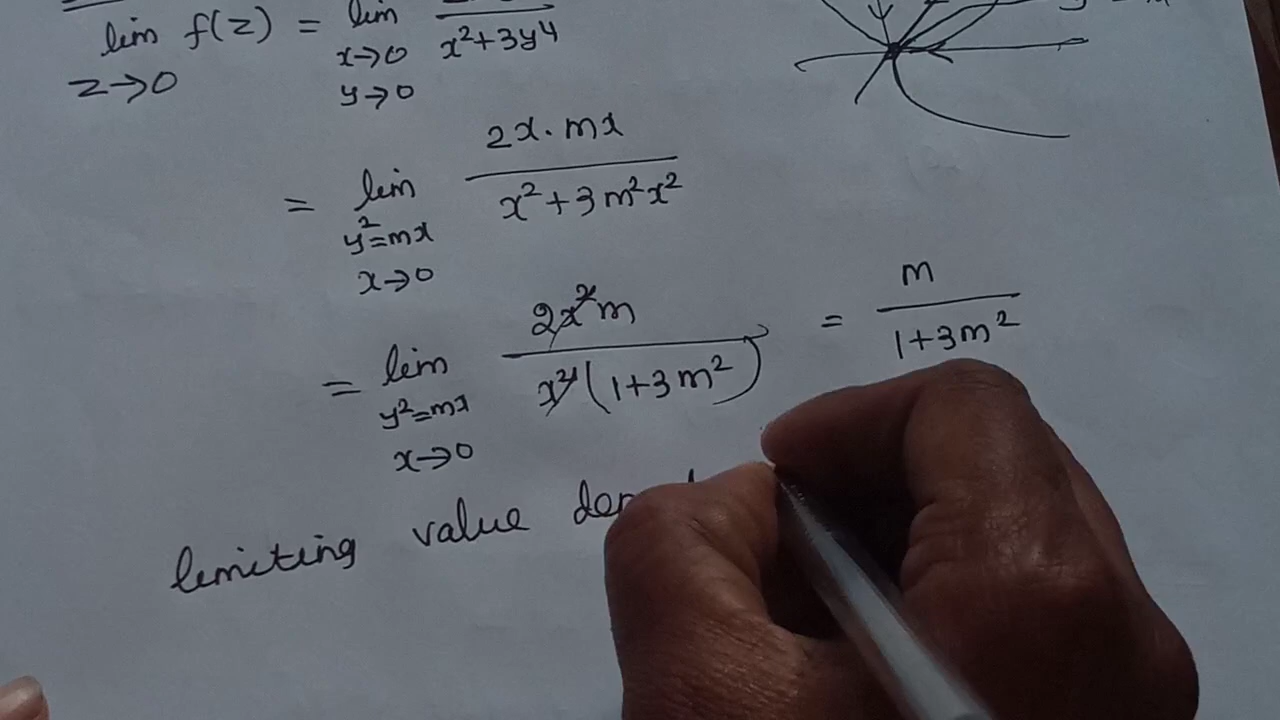 lim f(z) = lim
z→0 x→0 x²+3y⁴
y→0
2x.mx
= lim x²+3m²x²
y²=mx
x→0
2x²m m
= lim x²(1+3m²) = 1+3m²
y²=mx
x→0
limiting value